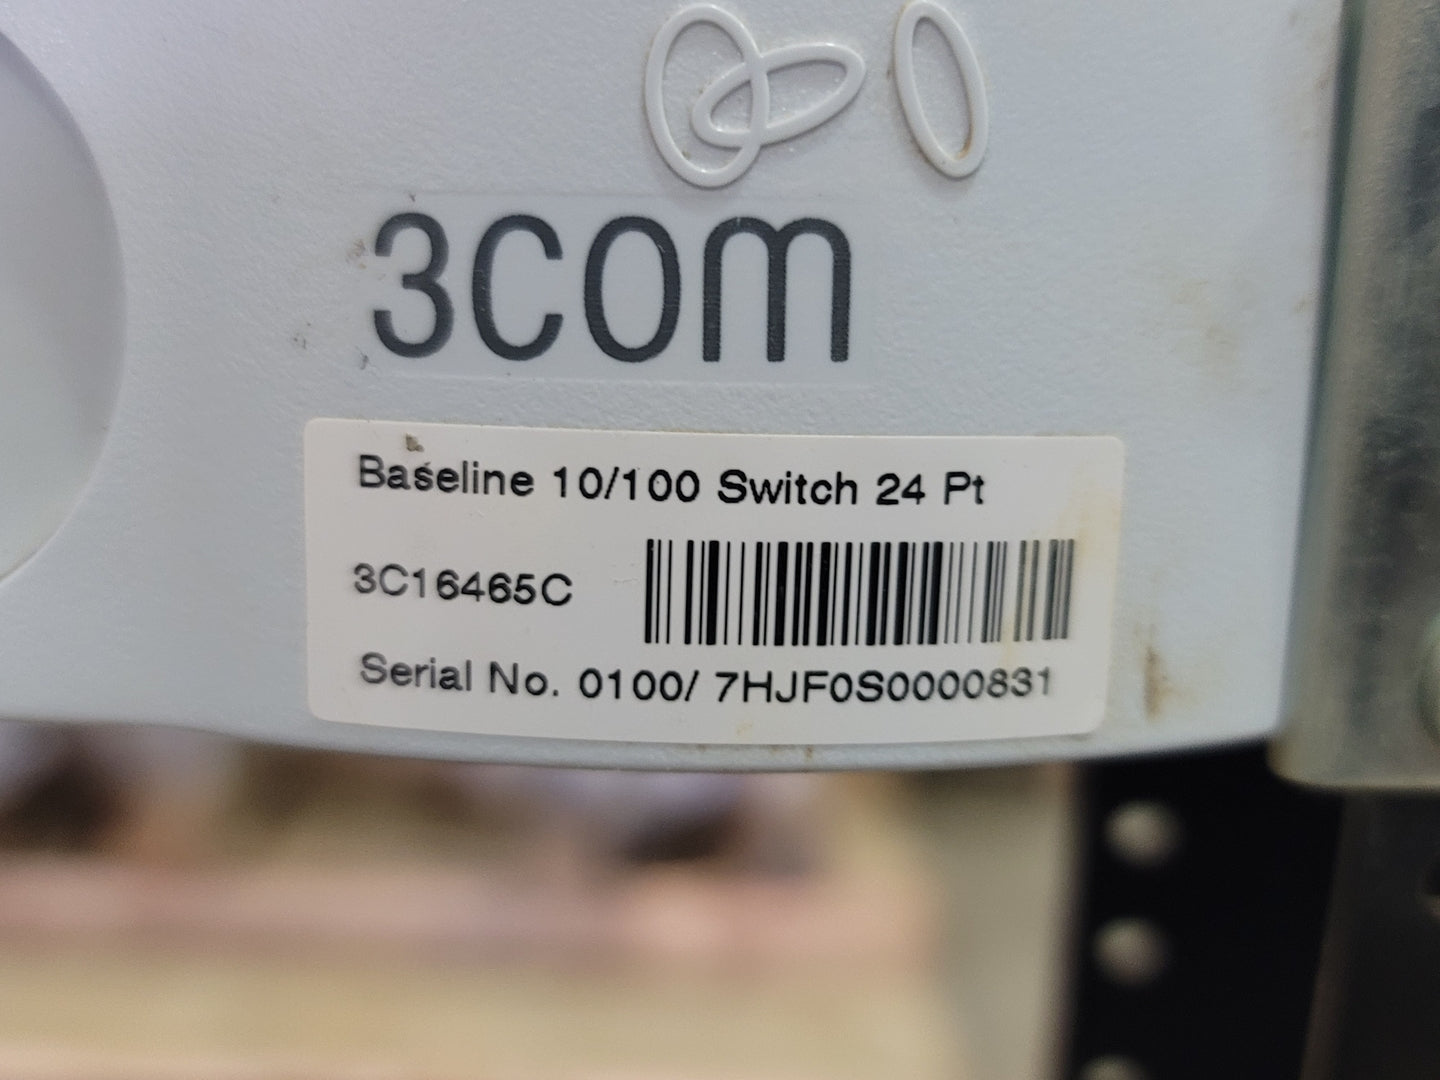 3COM
Baseline 10/100 Switch 24 Pt
3C16465C
Serial No. 0100/ 7HJF0S0000831